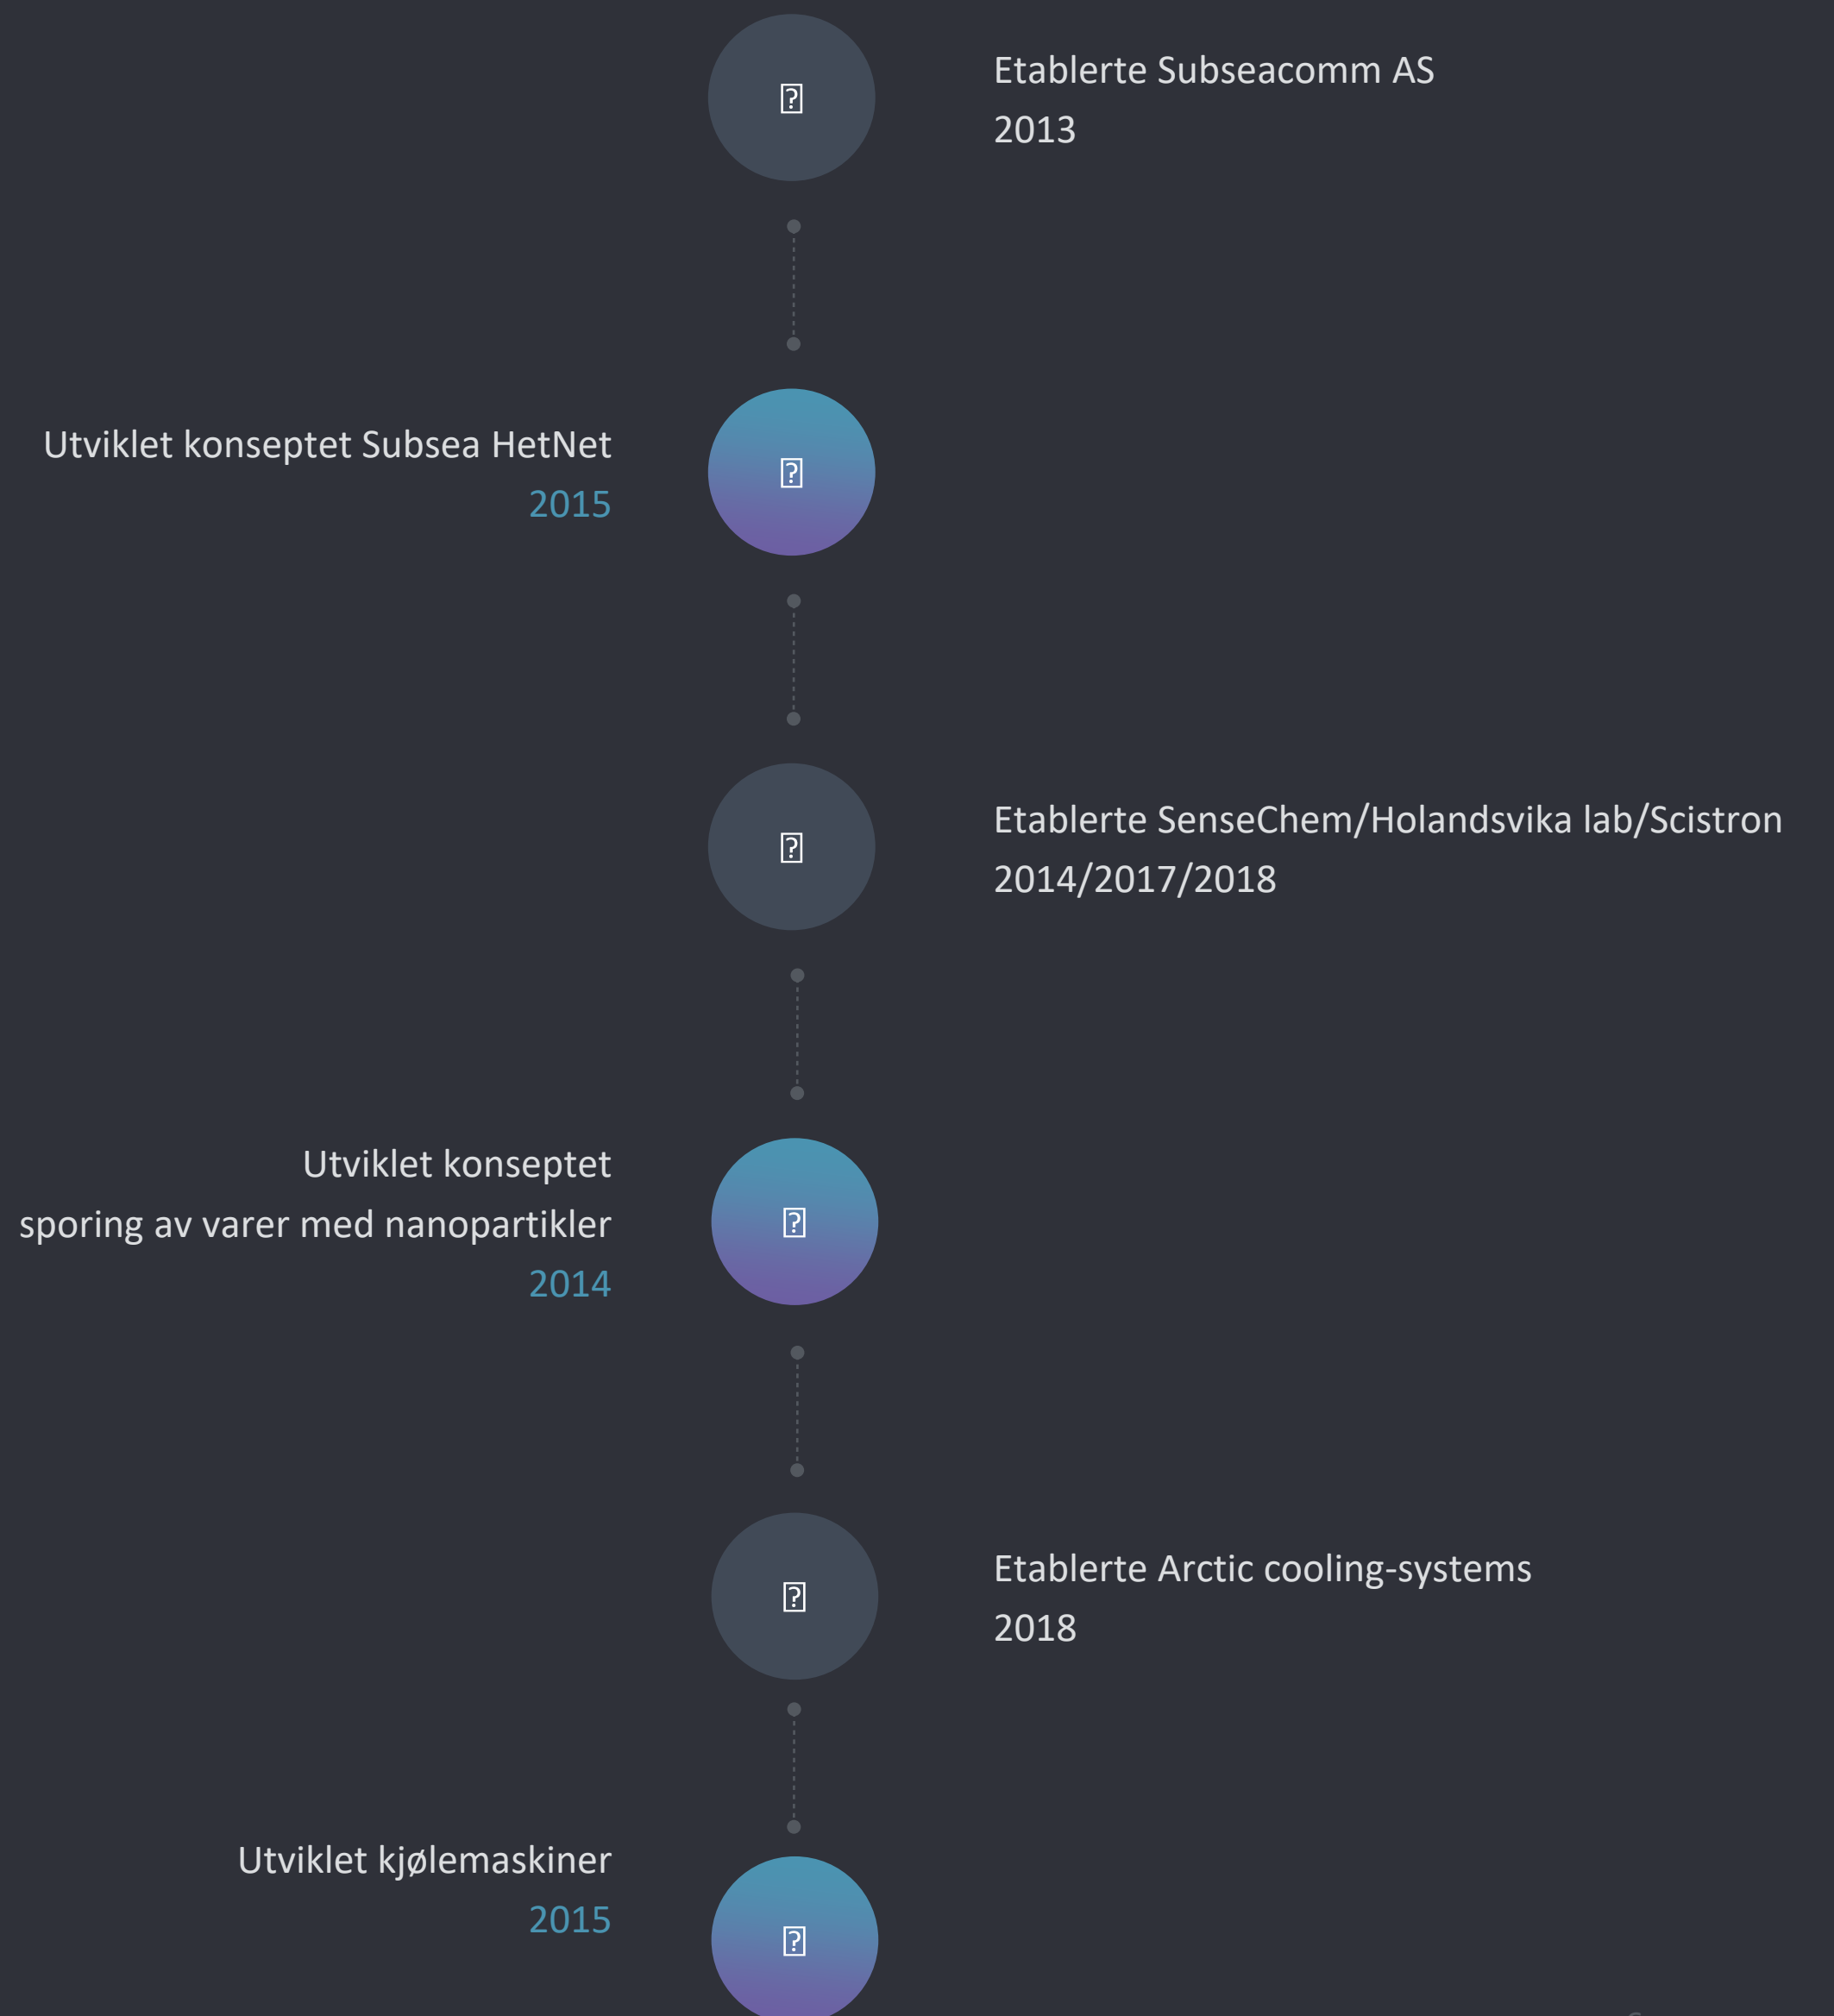 Etablerte Subseacomm AS
2013
Utviklet konseptet Subsea HetNet
2015
Etablerte SenseChem/Holandsvika lab/Scistron
2014/2017/2018
Utviklet konseptet
sporing av varer med nanopartikler
2014
Etablerte Arctic cooling-systems
2018
Utviklet kjølemaskiner
2015